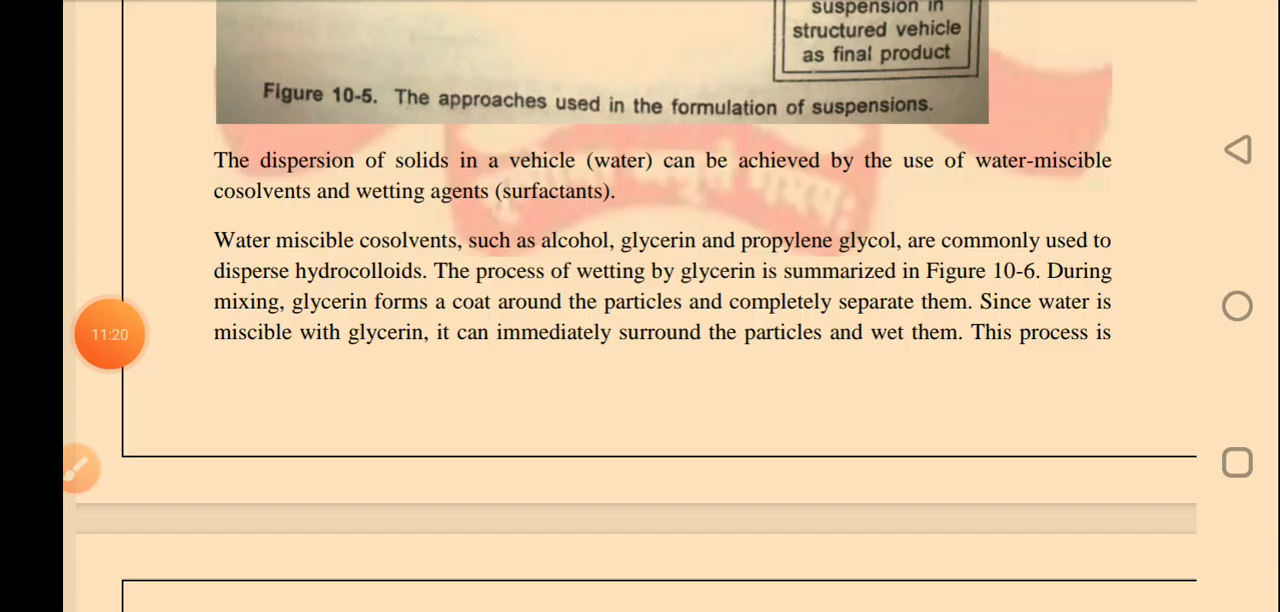 suspension in
structured vehicle
as final product
Figure 10-5. The approaches used in the formulation of suspensions.
The dispersion of solids in a vehicle (water) can be achieved by the use of water-miscible
cosolvents and wetting agents (surfactants).
Water miscible cosolvents, such as alcohol, glycerin and propylene glycol, are commonly used to
disperse hydrocolloids. The process of wetting by glycerin is summarized in Figure 10-6. During
mixing, glycerin forms a coat around the particles and completely separate them. Since water is
11:20
miscible with glycerin, it can immediately surround the particles and wet them. This process is